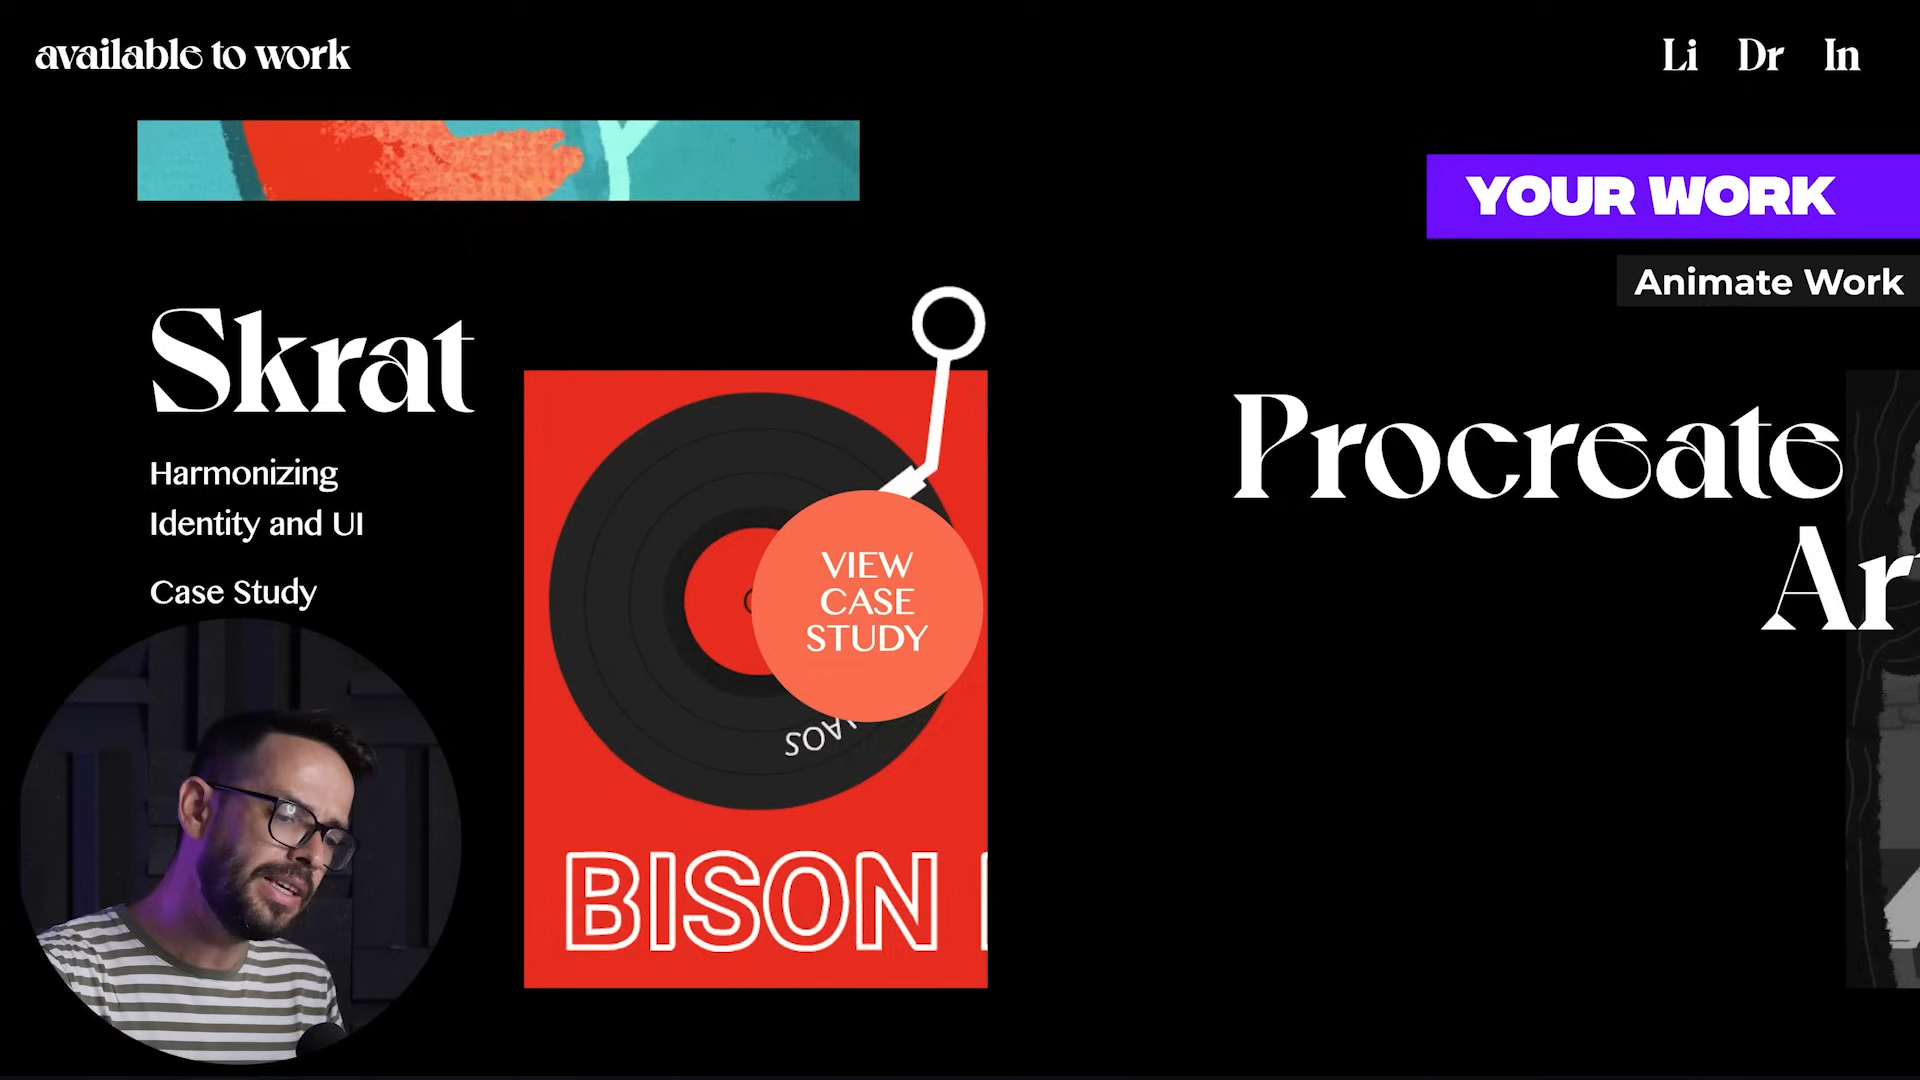 available to work
Li Dr In
YOUR WORK
Animate Work
Skrat
Harmonizing
Identity and UI
Case Study
VIEW
CASE
STUDY
BISON
Procreate